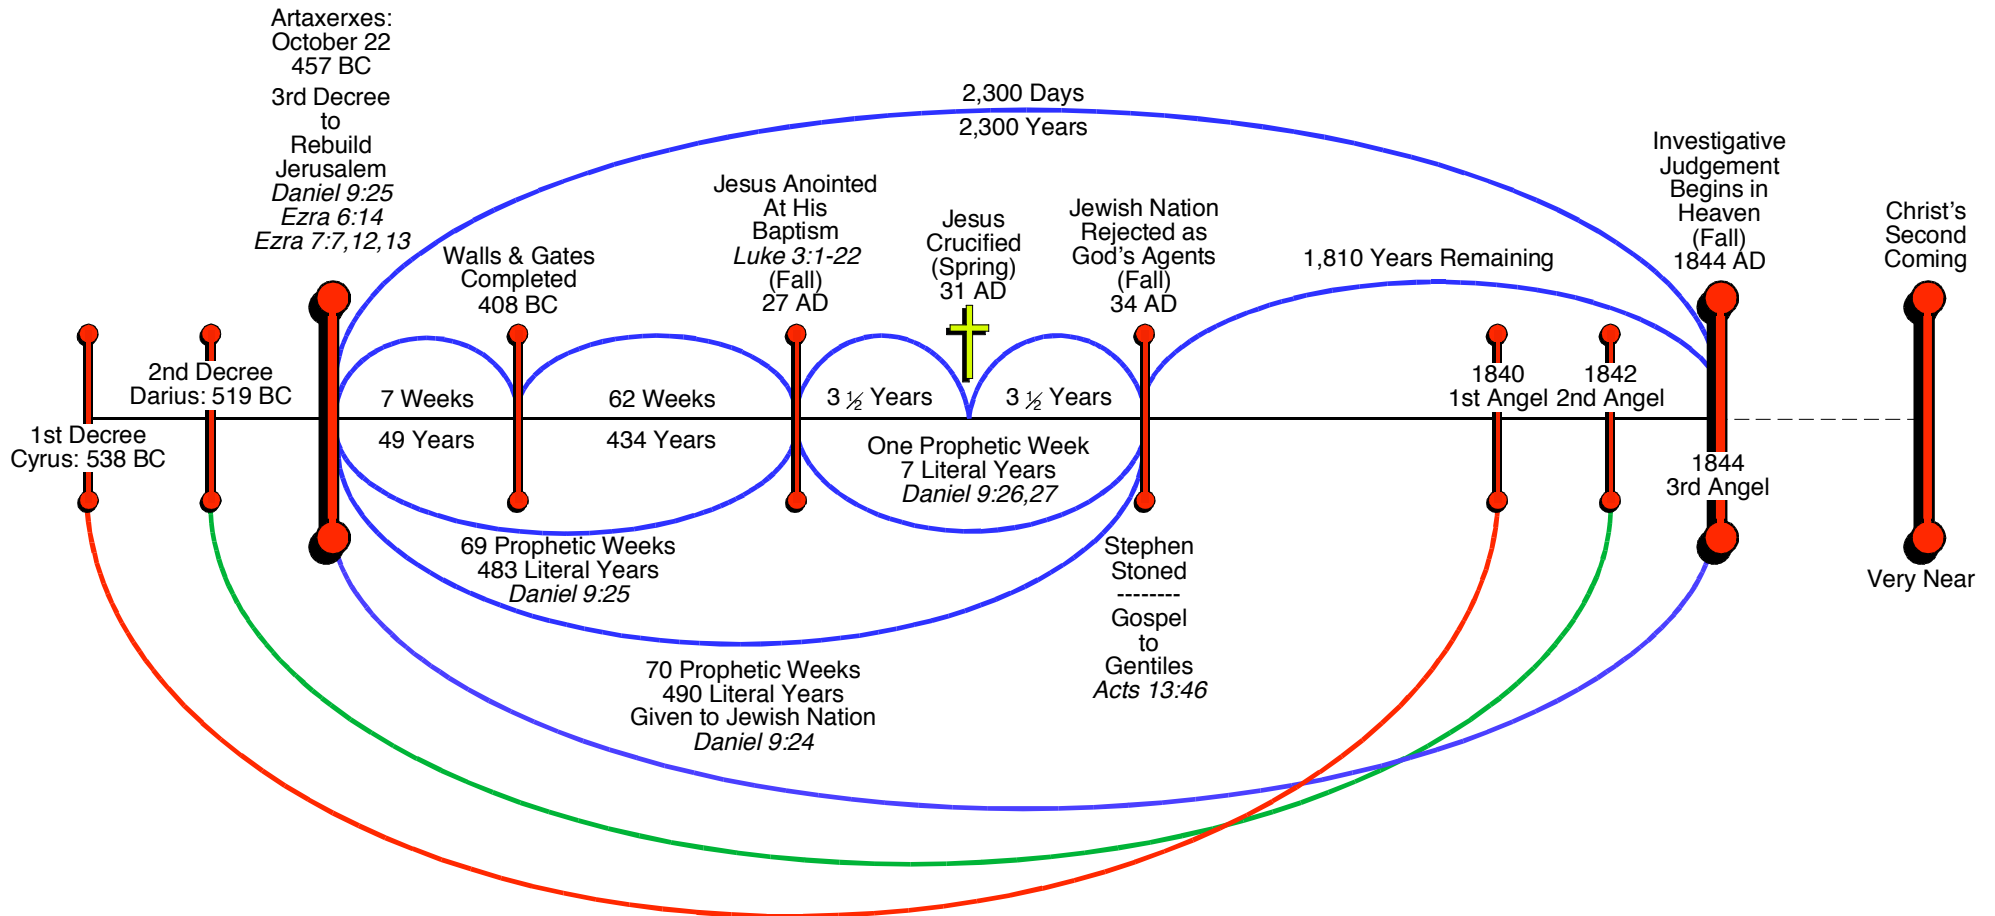 Artaxerxes:
October 22
457 BC
3rd Decree
to
Rebuild
Jerusalem
Daniel 9:25
Ezra 6:14
Ezra 7:7,12,13
2,300 Days
2,300 Years
Walls & Gates
Completed
408 BC
Jesus Anointed
At His
Baptism
Luke 3:1-22
(Fall)
27 AD
Jesus
Crucified
(Spring)
31 AD
Jewish Nation
Rejected as
God's Agents
(Fall)
34 AD
1,810 Years Remaining
Investigative
Judgement
Begins in
Heaven
(Fall)
1844 AD
Christ's
Second
Coming
1st Decree
Cyrus: 538 BC
2nd Decree
Darius: 519 BC
7 Weeks
49 Years
62 Weeks
434 Years
3 ½ Years
3 ½ Years
One Prophetic Week
7 Literal Years
Daniel 9:26,27
1840
1st Angel
1842
2nd Angel
1844
3rd Angel
Very Near
69 Prophetic Weeks
483 Literal Years
Daniel 9:25
70 Prophetic Weeks
490 Literal Years
Given to Jewish Nation
Daniel 9:24
Stephen
Stoned
--------
Gospel
to
Gentiles
Acts 13:46